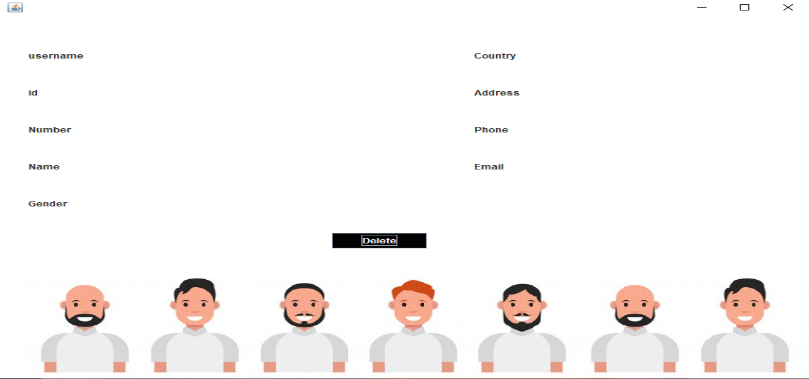 username
Country
id
Address
Number
Phone
Name
Email
Gender
Delete